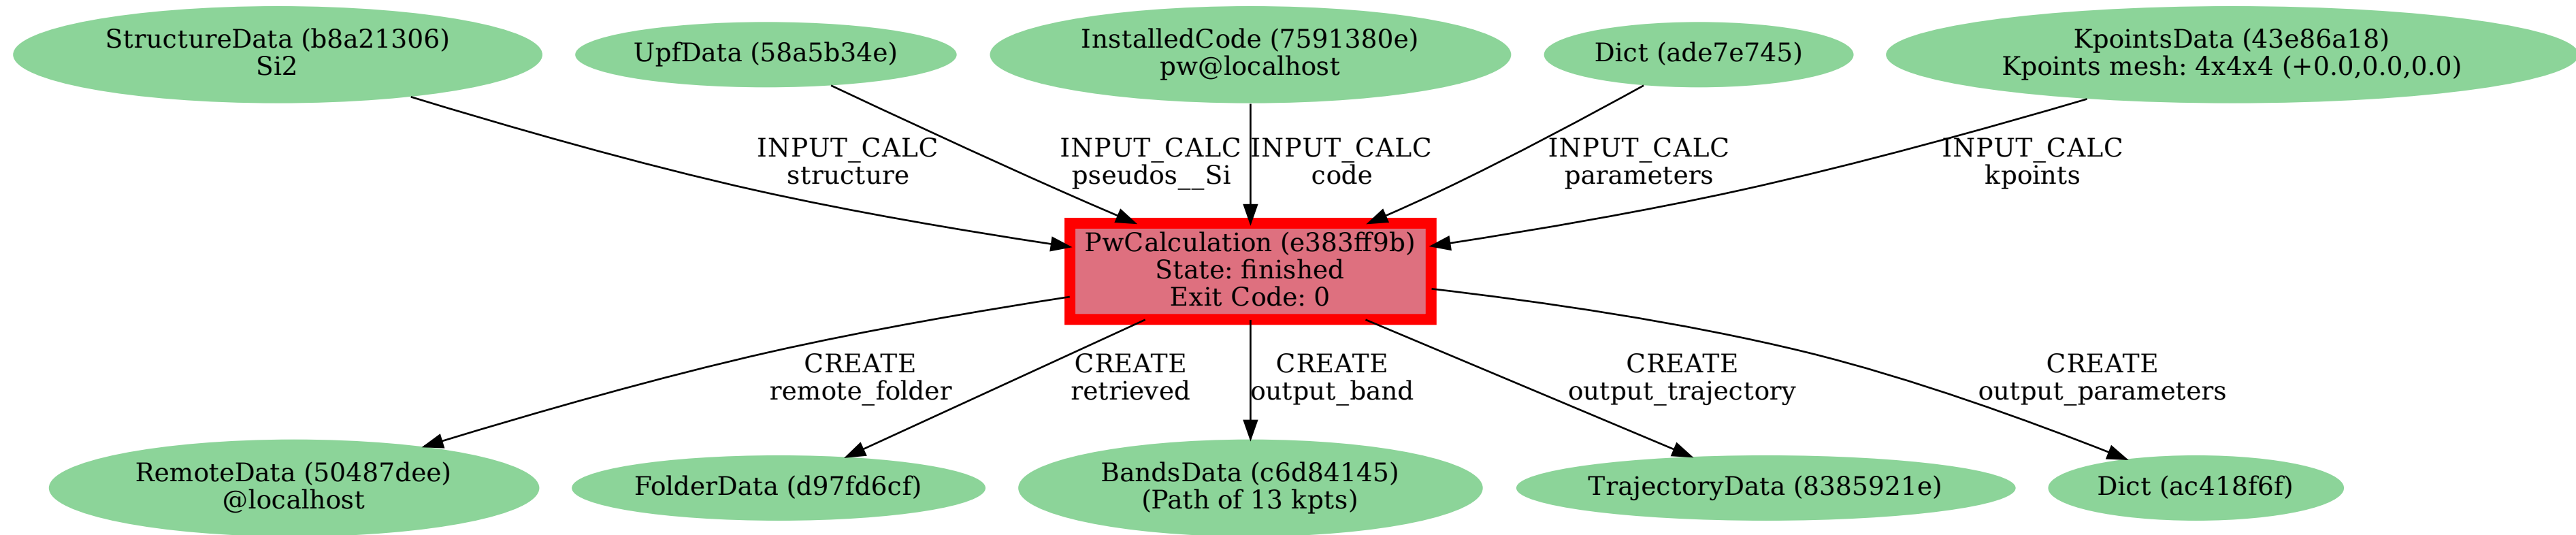 StructureData (b8a21306)
Si2
UpfData (58a5b34e)
InstalledCode (7591380e)
pw@localhost
Dict (ade7e745)
KpointsData (43e86a18)
Kpoints mesh: 4x4x4 (+0.0,0.0,0.0)
INPUT_CALC
structure
INPUT_CALC
pseudos__Si
INPUT_CALC
code
INPUT_CALC
parameters
INPUT_CALC
kpoints
PwCalculation (e383ff9b)
State: finished
Exit Code: 0
CREATE
remote_folder
CREATE
retrieved
CREATE
output_band
CREATE
output_trajectory
CREATE
output_parameters
RemoteData (50487dee)
@localhost
FolderData (d97fd6cf)
BandsData (c6d84145)
(Path of 13 kpts)
TrajectoryData (8385921e)
Dict (ac418f6f)